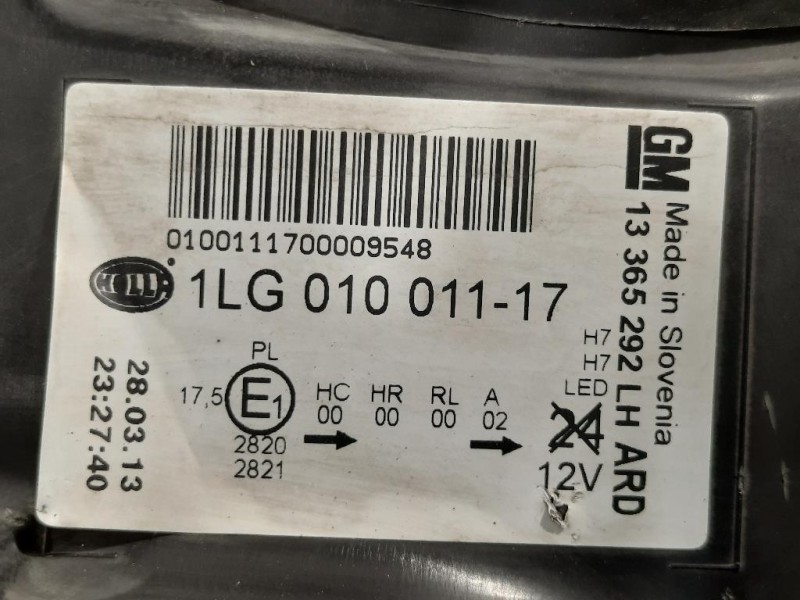 0100111700009548
HELLA
1LG 010 011-17
28.03.13
23:27:40
PL
17,5 E1
2820
2821
HC HR RL A
00 00 00 02
H7
H7
LED
24
12V
GM
Made in Slovenia
13 365 292 LH ARD